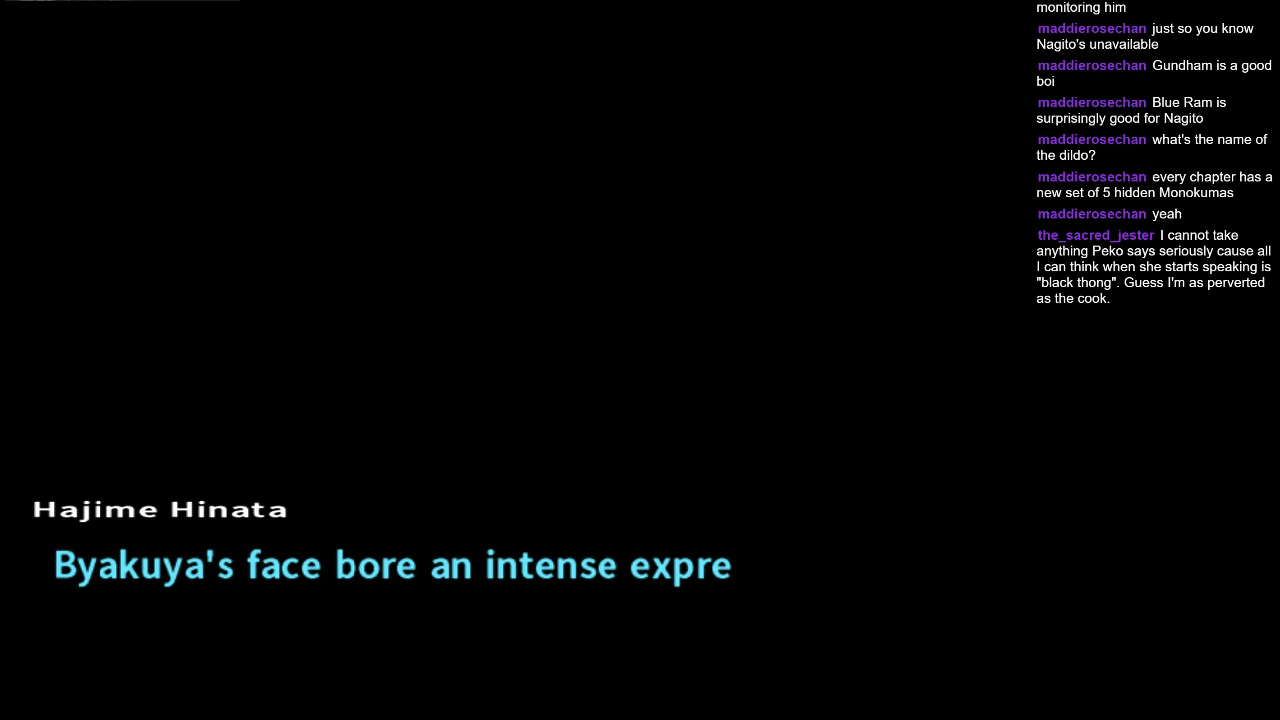 monitoring him
maddierosechan just so you know
Nagito's unavailable
maddierosechan Gundham is a good
boi
maddierosechan Blue Ram is
surprisingly good for Nagito
maddierosechan what's the name of
the dildo?
maddierosechan every chapter has a
new set of 5 hidden Monokumas
maddierosechan yeah
the_sacred_jester I cannot take
anything Peko says seriously cause all
I can think when she starts speaking is
"black thong". Guess I'm as perverted
as the cook.
Hajime Hinata
Byakuya's face bore an intense expre